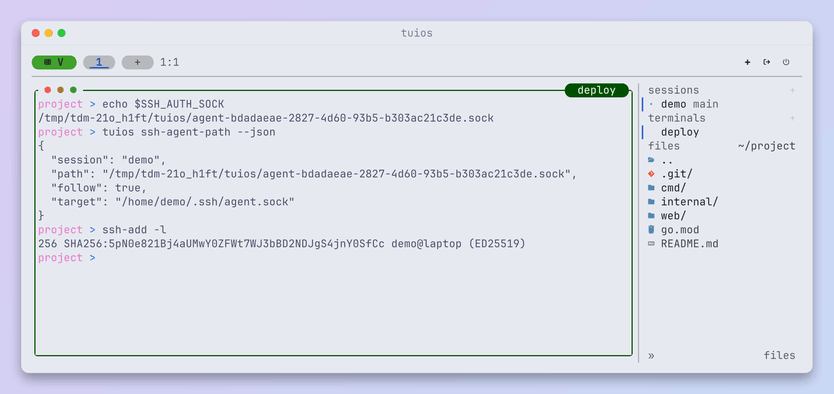 tuios
V 1 + 1:1
deploy
project > echo $SSH_AUTH_SOCK
/tmp/tdm-21o_h1ft/tuios/agent-bdadaeae-2827-4d60-93b5-b303ac21c3de.sock
project > tuios ssh-agent-path --json
{
  "session": "demo",
  "path": "/tmp/tdm-21o_h1ft/tuios/agent-bdadaeae-2827-4d60-93b5-b303ac21c3de.sock",
  "follow": true,
  "target": "/home/demo/.ssh/agent.sock"
}
project > ssh-add -l
256 SHA256:5pN0e821Bj4aUMwY0ZFWt7WJ3bBD2NDJgS4jnY0SfCc demo@laptop (ED25519)
project >
sessions +
· demo main
terminals +
deploy
files ~/project
..
.git/
cmd/
internal/
web/
go.mod
README.md
» files